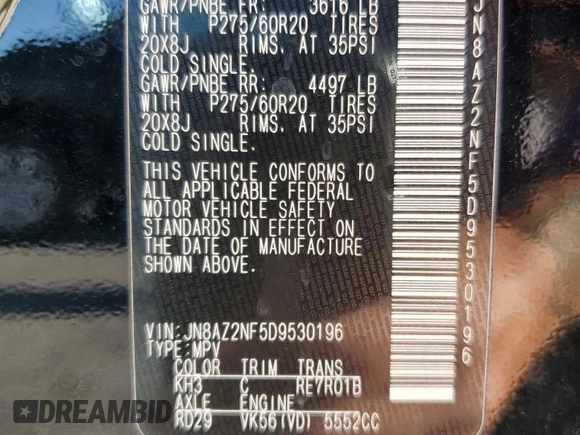 GAWR/PNBE FR: 3616 LB
WITH P275/60R20 TIRES
20X8J RIMS, AT 35PSI
COLD SINGLE.
GAWR/PNBE RR: 4497 LB
WITH P275/60R20 TIRES
20X8J RIMS, AT 35PSI
COLD SINGLE.
THIS VEHICLE CONFORMS TO
ALL APPLICABLE FEDERAL
MOTOR VEHICLE SAFETY
STANDARDS IN EFFECT ON
THE DATE OF MANUFACTURE
SHOWN ABOVE.
VIN:JN8AZ2NF5D9530196
TYPE:MPV
COLOR TRIM TRANS
KH3 C RE7R01B
AXLE ENGINE
RD29 VK56(VD) 5552CC
JN8AZ2NF5D9530196
DREAMBID